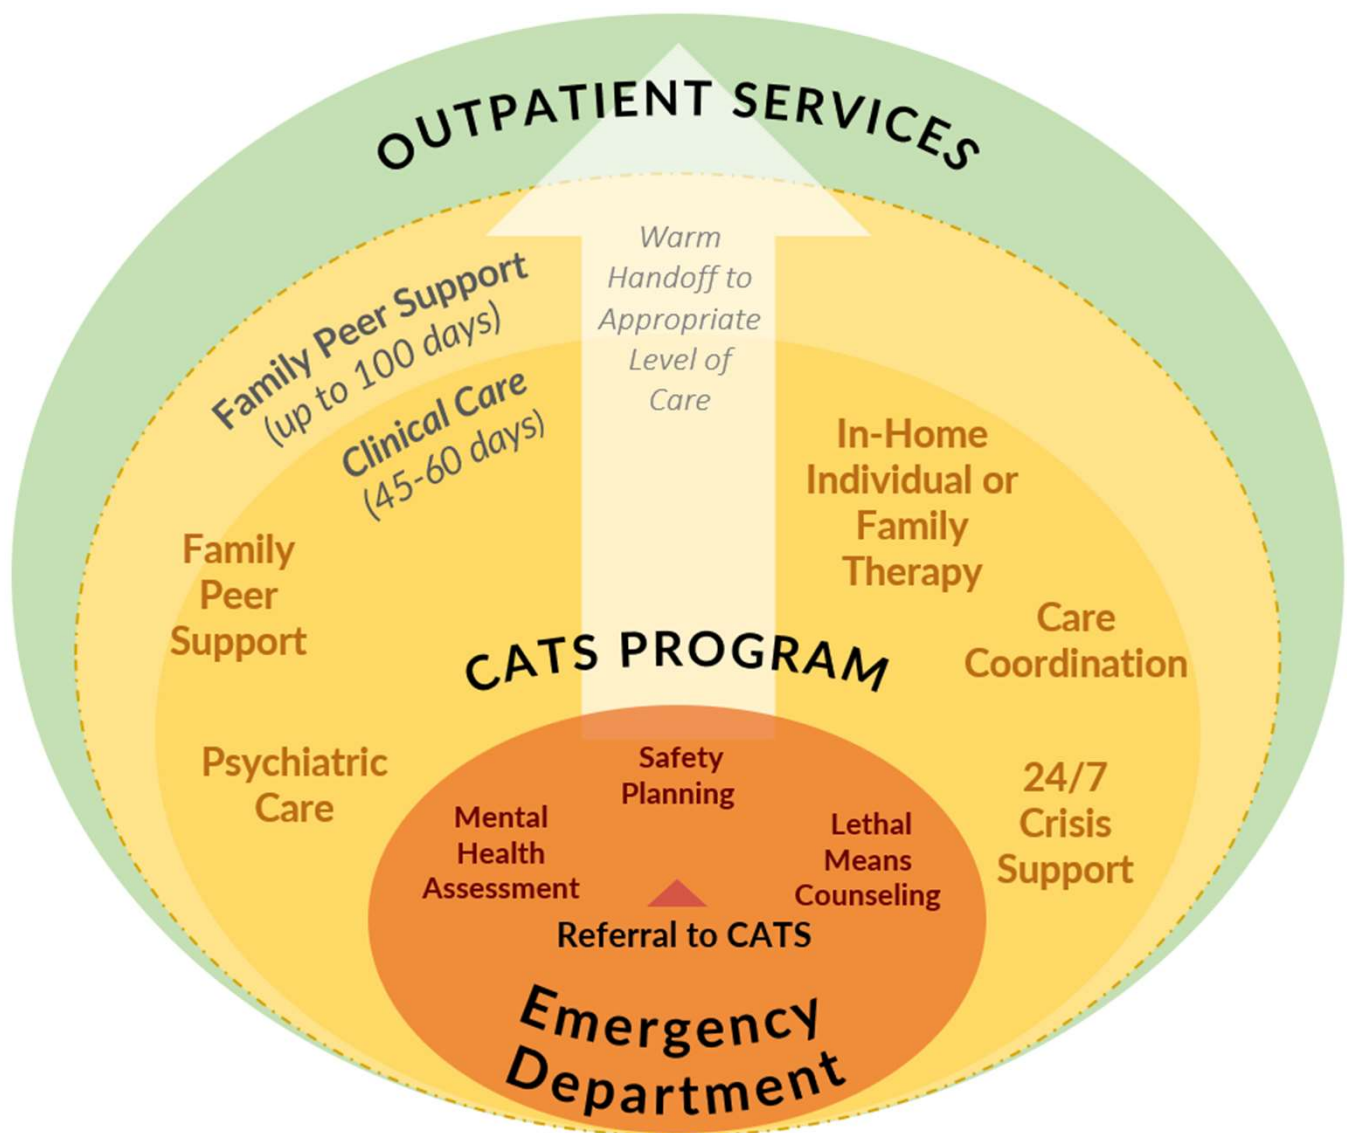 OUTPATIENT SERVICES
Warm
Handoff to
Appropriate
Level of
Care
Family Peer Support
(up to 100 days)
Clinical Care
(45-60 days)
In-Home
Individual or
Family
Therapy
Family
Peer
Support
Care
Coordination
CATS PROGRAM
Psychiatric
Care
24/7
Crisis
Support
Safety
Planning
Mental
Health
Assessment
Lethal
Means
Counseling
Referral to CATS
Emergency
Department